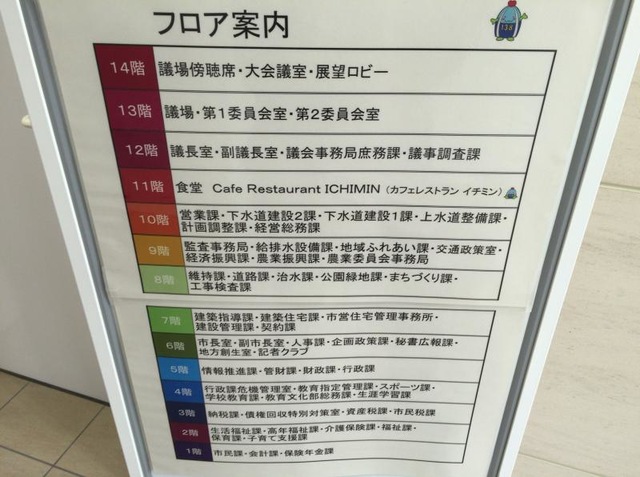 フロア案内
138
14階 議場傍聴席・大会議室・展望ロビー
13階 議場・第1委員会室・第2委員会室
12階 議長室・副議長室・議会事務局庶務課・議事調査課
11階 食堂 Cafe Restaurant ICHIMIN (カフェレストラン イチミン)
10階 営業課・下水道建設2課・下水道建設1課・上水道整備課・
計画調整課・経営総務課
9階 監査事務局・給排水設備課・地域ふれあい課・交通政策室・
経済振興課・農業振興課・農業委員会事務局
8階 維持課・道路課・治水課・公園緑地課・まちづくり課・
工事検査課
7階 建築指導課・建築住宅課・市営住宅管理事務所・
建設管理課・契約課
6階 市長室・副市長室・人事課・企画政策課・秘書広報課・
地方創生室・記者クラブ
5階 情報推進課・管財課・財政課・行政課
4階 行政課危機管理室・教育指定管理課・スポーツ課・
学校教育課・教育文化部総務課・生涯学習課
3階 納税課・債権回収特別対策室・資産税課・市民税課
2階 生活福祉課・高年福祉課・介護保険課・福祉課・
保育課・子育て支援課
1階 市民課・会計課・保険年金課